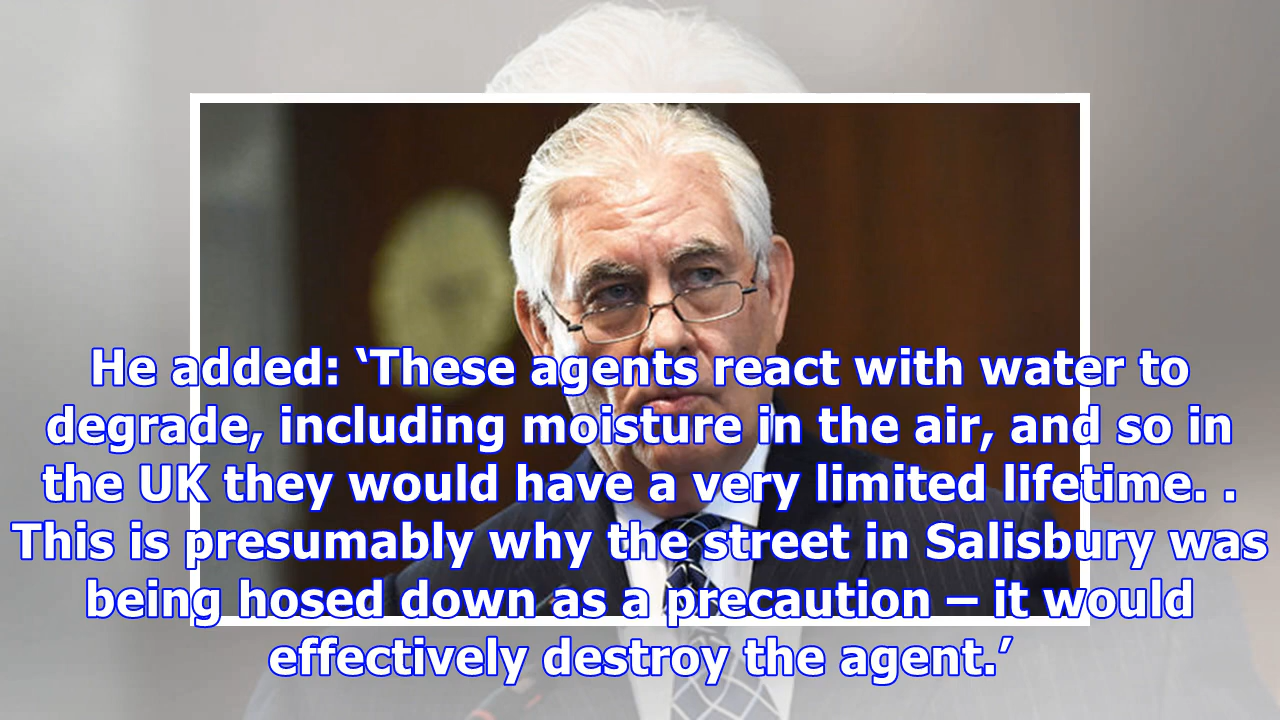 He added: ‘These agents react with water to
degrade, including moisture in the air, and so in
the UK they would have a very limited lifetime. .
This is presumably why the street in Salisbury was
being hosed down as a precaution – it would
effectively destroy the agent.’